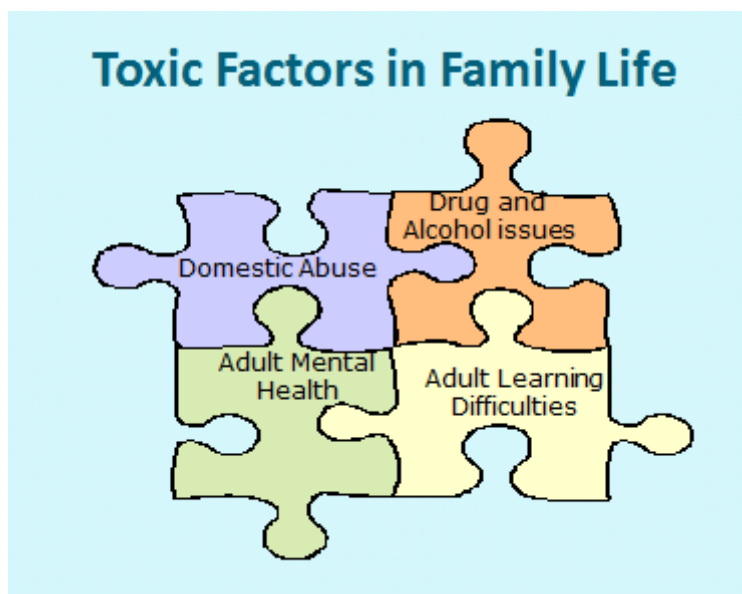 Toxic Factors in Family Life
Drug and
Alcohol issues
Domestic Abuse
Adult Mental
Health
Adult Learning
Difficulties